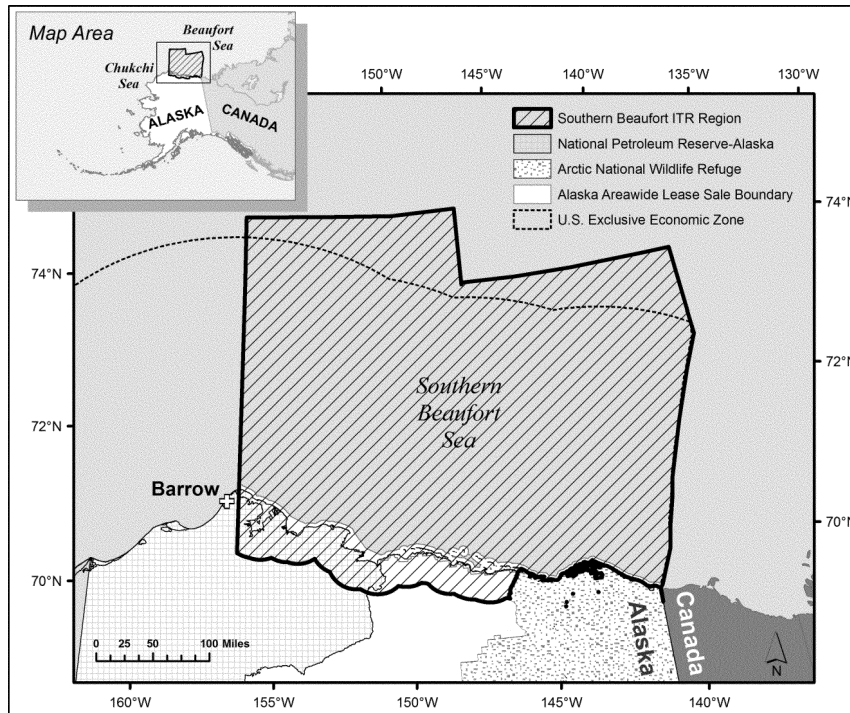 Map Area
Beaufort
Sea
Chukchi
Sea
ALASKA
CANADA
150°W
145°W
140°W
135°W
130°W
Southern Beaufort ITR Region
National Petroleum Reserve-Alaska
Arctic National Wildlife Refuge
Alaska Areawide Lease Sale Boundary
U.S. Exclusive Economic Zone
74°N
74°N
72°N
72°N
70°N
70°N
Southern
Beaufort
Sea
Barrow
Alaska
Canada
0 25 50 100 Miles
N
160°W
155°W
150°W
145°W
140°W